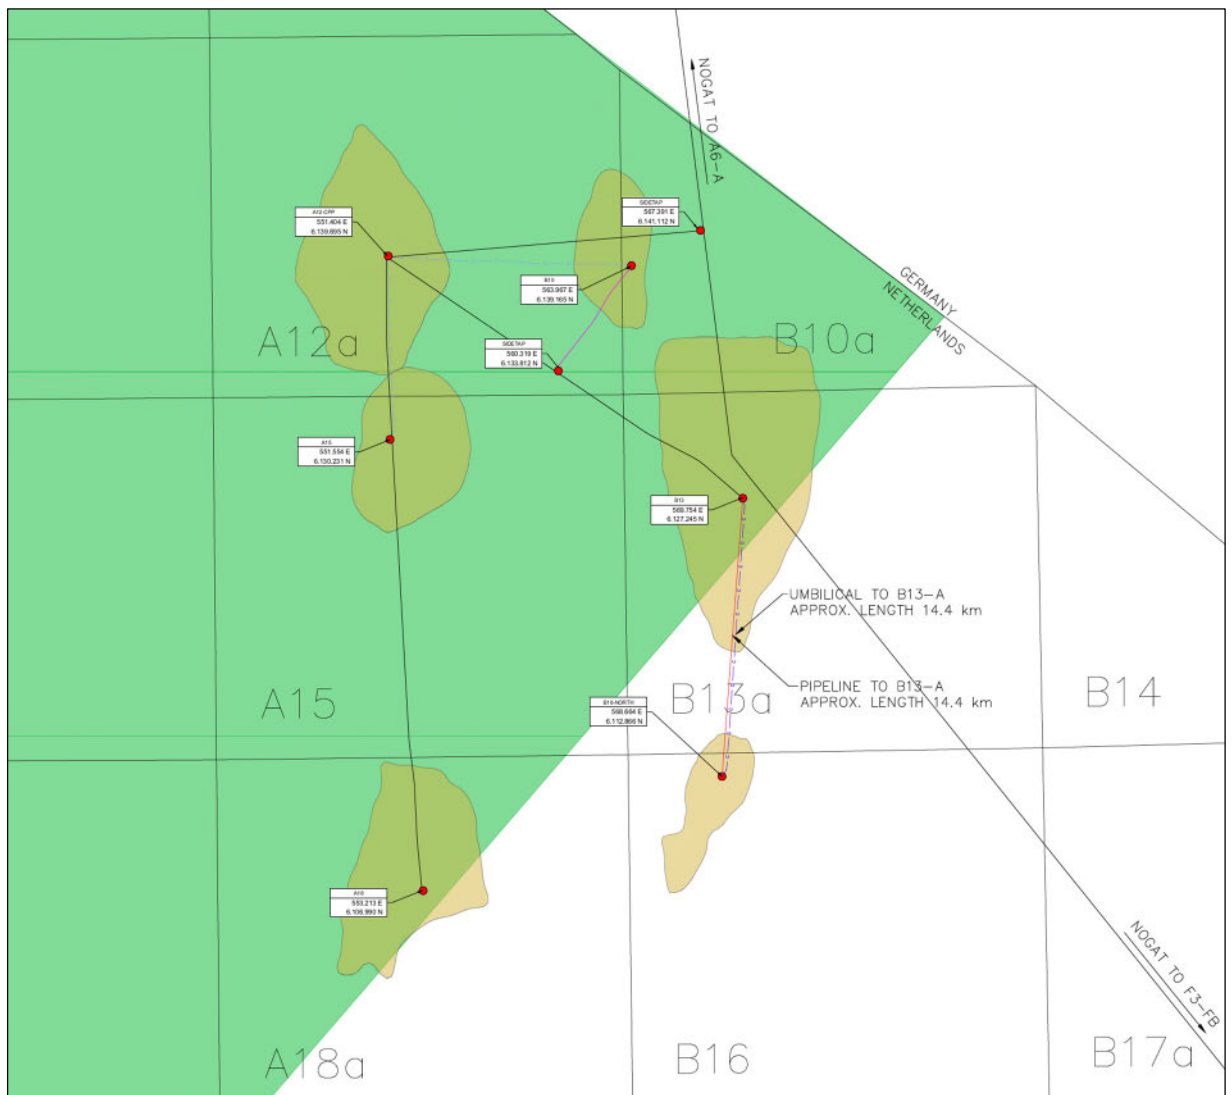 NOGAT TO A6-A
A12-CPP
551.404 E
6.139.695 N
SIDETAP
567.391 E
6.141.112 N
B10
563.967 E
6.139.165 N
GERMANY
NETHERLANDS
A12a
B10a
SIDETAP
560.319 E
6.133.812 N
A15
551.554 E
6.130.231 N
B13
569.754 E
6.127.245 N
UMBILICAL TO B13-A
APPROX. LENGTH 14.4 km
PIPELINE TO B13-A
APPROX. LENGTH 14.4 km
A15
B13a
B14
B16-NORTH
568.664 E
6.112.866 N
A18
553.213 E
6.106.990 N
NOGAT TO F3-FB
A18a
B16
B17a